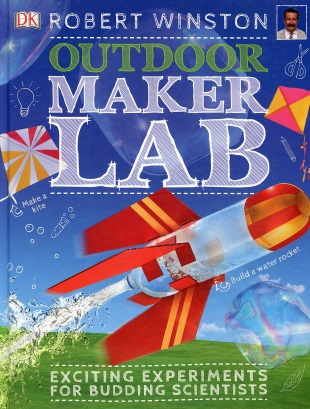 DK
ROBERT WINSTON
OUTDOOR
MAKER
LAB
Make a
kite
Build a water rocket
EXCITING EXPERIMENTS
FOR BUDDING SCIENTISTS